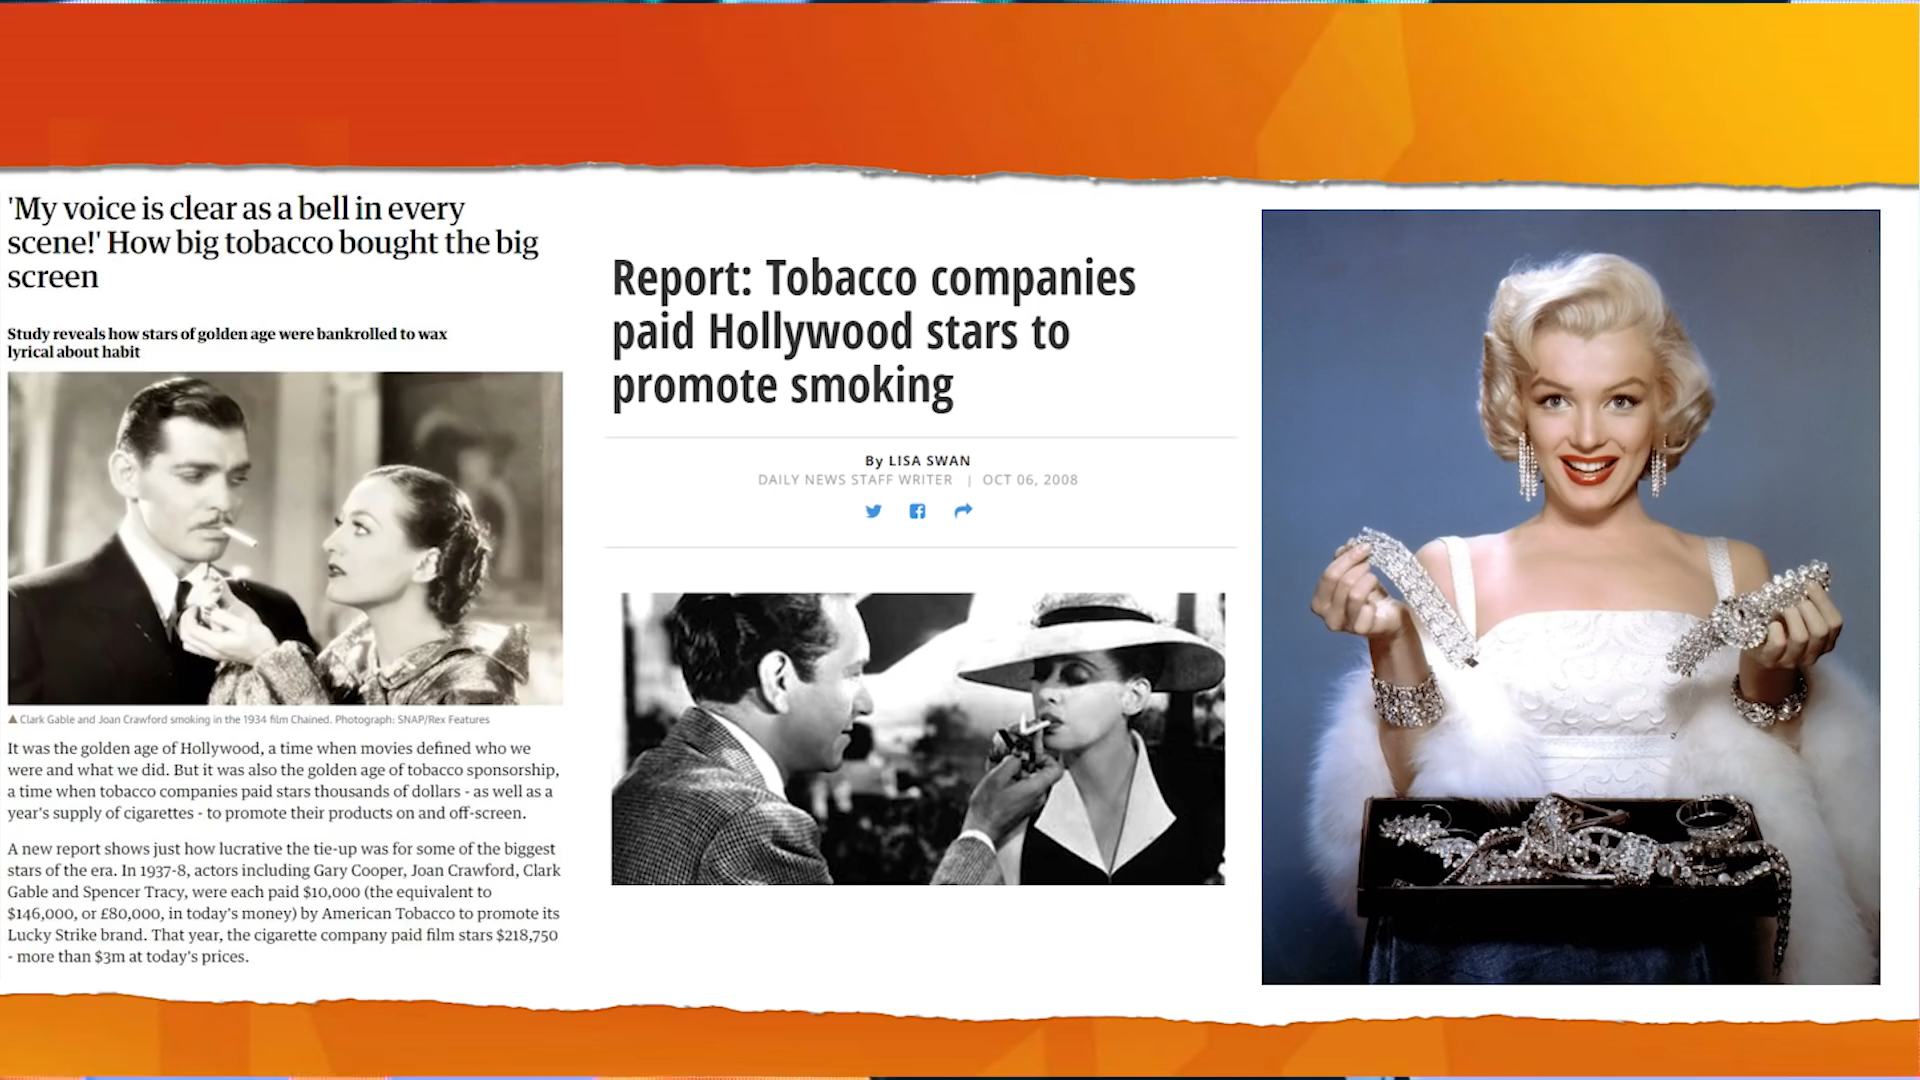 'My voice is clear as a bell in every
scene!' How big tobacco bought the big
screen
Study reveals how stars of golden age were bankrolled to wax
lyrical about habit
Clark Gable and Joan Crawford smoking in the 1934 film Chained. Photograph: SNAP/Rex Features
It was the golden age of Hollywood, a time when movies defined who we
were and what we did. But it was also the golden age of tobacco sponsorship,
a time when tobacco companies paid stars thousands of dollars - as well as a
year's supply of cigarettes - to promote their products on and off-screen.
A new report shows just how lucrative the tie-up was for some of the biggest
stars of the era. In 1937-8, actors including Gary Cooper, Joan Crawford, Clark
Gable and Spencer Tracy, were each paid $10,000 (the equivalent to
$146,000, or £80,000, in today's money) by American Tobacco to promote its
Lucky Strike brand. That year, the cigarette company paid film stars $218,750
- more than $3m at today's prices.
Report: Tobacco companies
paid Hollywood stars to
promote smoking
By LISA SWAN
DAILY NEWS STAFF WRITER | OCT 06, 2008